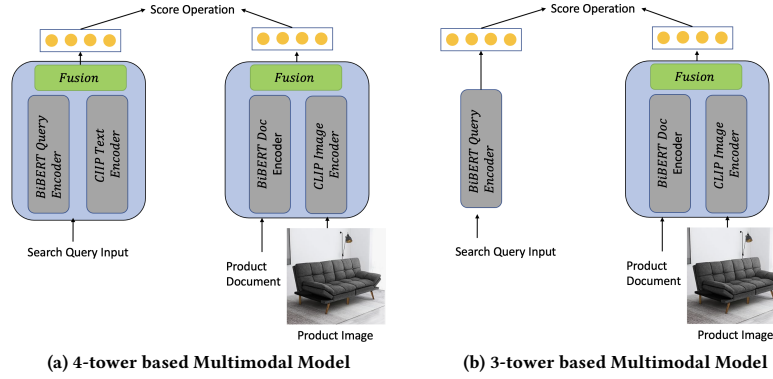 Score Operation
Fusion
BiBERT Query
Encoder
CIIP Text
Encoder
Search Query Input
Fusion
BiBERT Doc
Encoder
CLIP Image
Encoder
Product
Document
Product Image
(a) 4-tower based Multimodal Model
Score Operation
BiBERT Query
Encoder
Search Query Input
Fusion
BiBERT Doc
Encoder
CLIP Image
Encoder
Product
Document
Product Image
(b) 3-tower based Multimodal Model